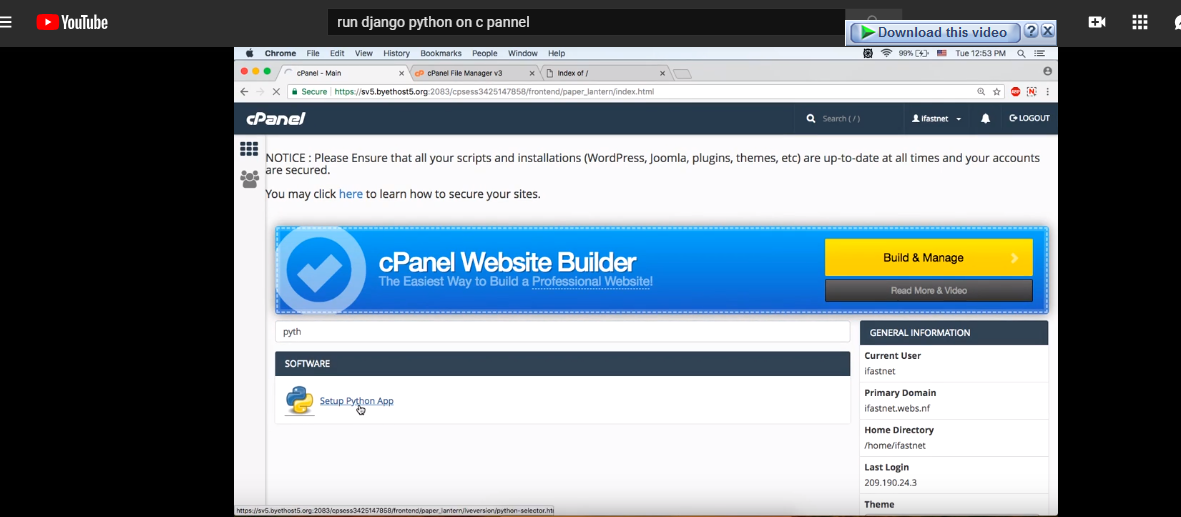 YouTube
run django python on c pannel
Download this video
?
X
Chrome File Edit View History Bookmarks People Window Help
99%
Tue 12:53 PM
cPanel - Main
cPanel File Manager v3
Index of /
Secure
https://sv5.byethost5.org:2083/cpsess3425147858/frontend/paper_lantern/index.html
cPanel
Search ( / )
ifastnet
LOGOUT
NOTICE : Please Ensure that all your scripts and installations (WordPress, Joomla, plugins, themes, etc) are up-to-date at all times and your accounts
are secured.
You may click here to learn how to secure your sites.
cPanel Website Builder
The Easiest Way to Build a Professional Website!
Build & Manage
Read More & Video
pyth
SOFTWARE
Setup Python App
GENERAL INFORMATION
Current User
ifastnet
Primary Domain
ifastnet.webs.nf
Home Directory
/home/ifastnet
Last Login
209.190.24.3
Theme
https://sv5.byethost5.org:2083/cpsess3425147858/frontend/paper_lantern/lveversion/python-selector.ht